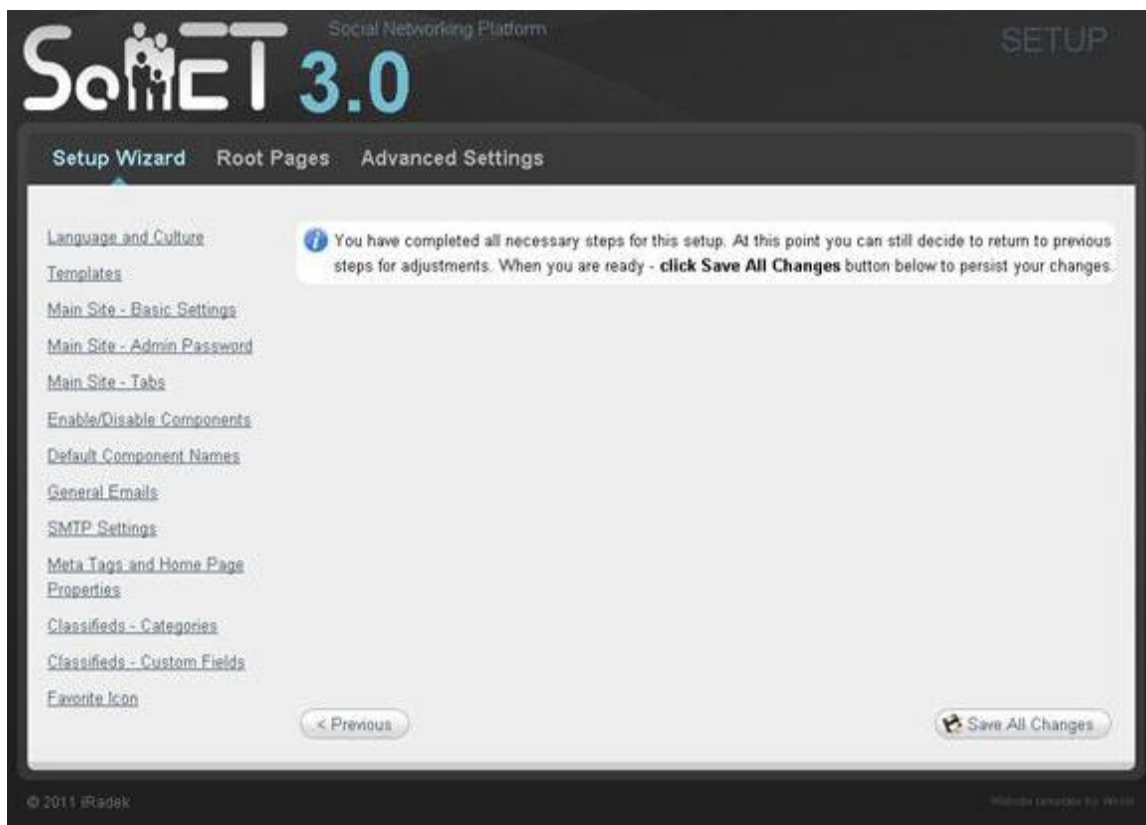 SoNET 3.0
Social Networking Platform
SETUP
Setup Wizard Root Pages Advanced Settings
Language and Culture
Templates
Main Site - Basic Settings
Main Site - Admin Password
Main Site - Tabs
Enable/Disable Components
Default Component Names
General Emails
SMTP Settings
Meta Tags and Home Page
Properties
Classifieds - Categories
Classifieds - Custom Fields
Favorite Icon
You have completed all necessary steps for this setup. At this point you can still decide to return to previous
steps for adjustments. When you are ready - click Save All Changes button below to persist your changes.
< Previous
Save All Changes
© 2011 iRadek
Website template by